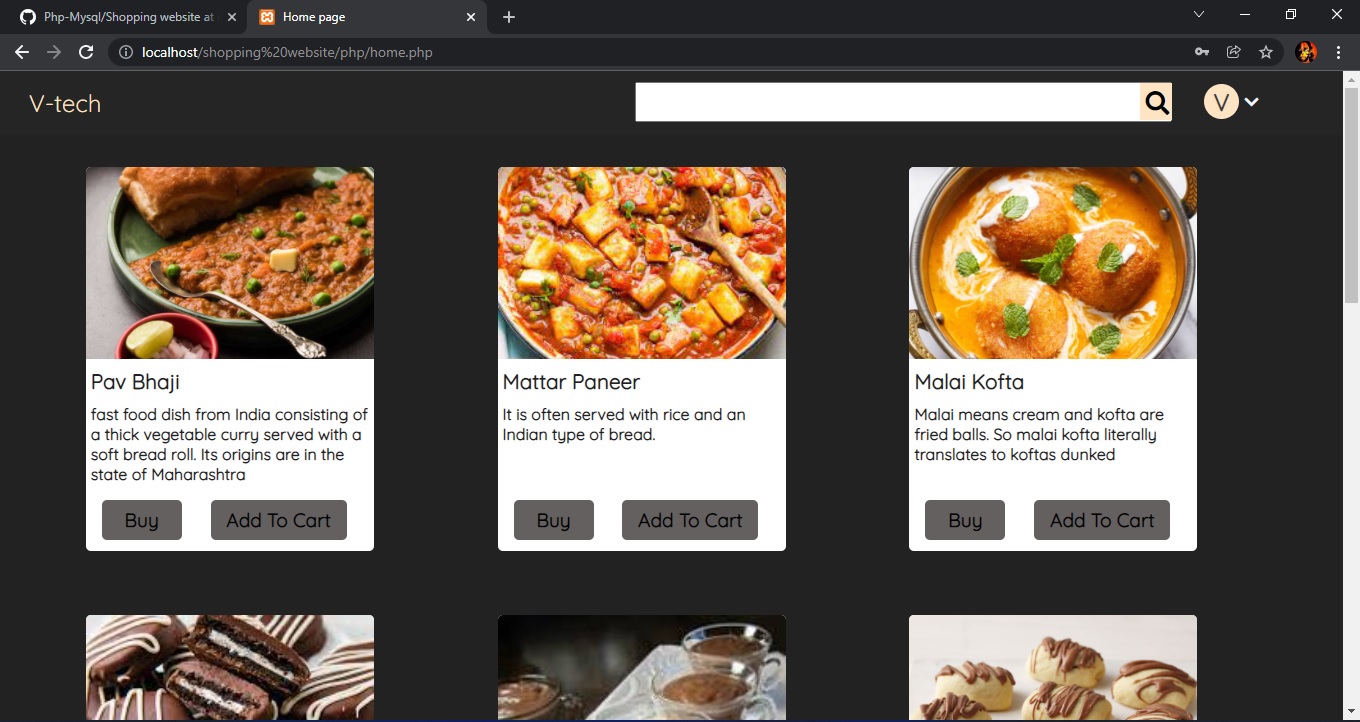 Php-Mysql/Shopping website at
Home page
localhost/shopping%20website/php/home.php
V-tech
V
Pav Bhaji
fast food dish from India consisting of
a thick vegetable curry served with a
soft bread roll. Its origins are in the
state of Maharashtra
Buy
Add To Cart
Mattar Paneer
It is often served with rice and an
Indian type of bread.
Buy
Add To Cart
Malai Kofta
Malai means cream and kofta are
fried balls. So malai kofta literally
translates to koftas dunked
Buy
Add To Cart